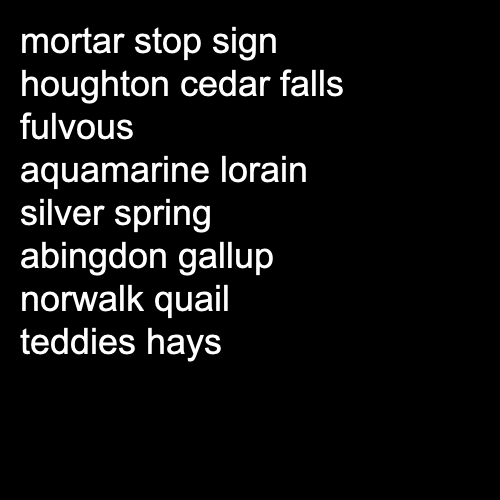 mortar stop sign
houghton cedar falls
fulvous
aquamarine lorain
silver spring
abingdon gallup
norwalk quail
teddies hays